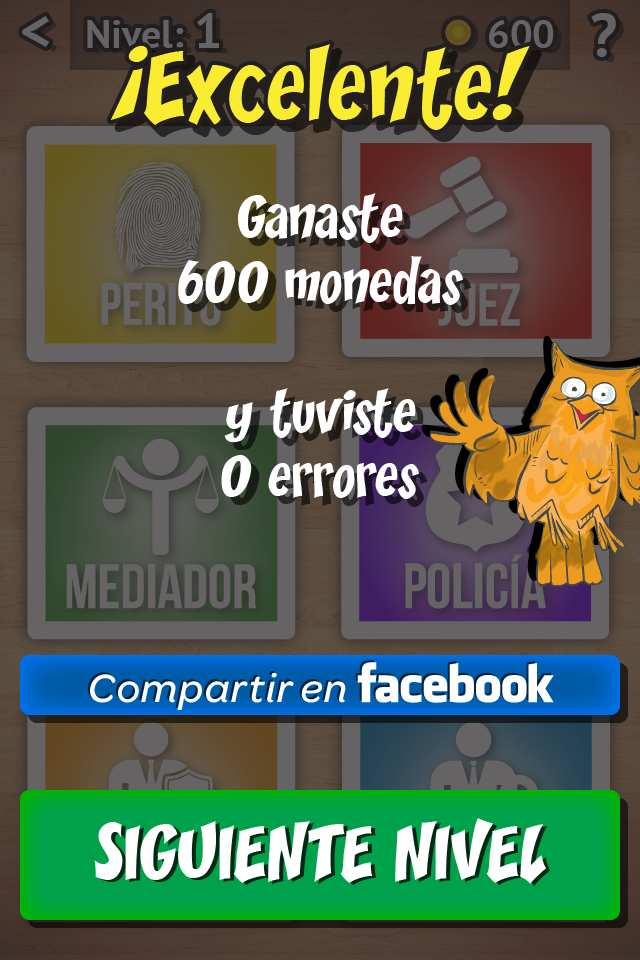 Nivel: 1
600
?
¡Excelente!
Ganaste
600 monedas
PERITO
JUEZ
y tuviste
0 errores
MEDIADOR
POLICÍA
Compartir en facebook
SIGUIENTE NIVEL